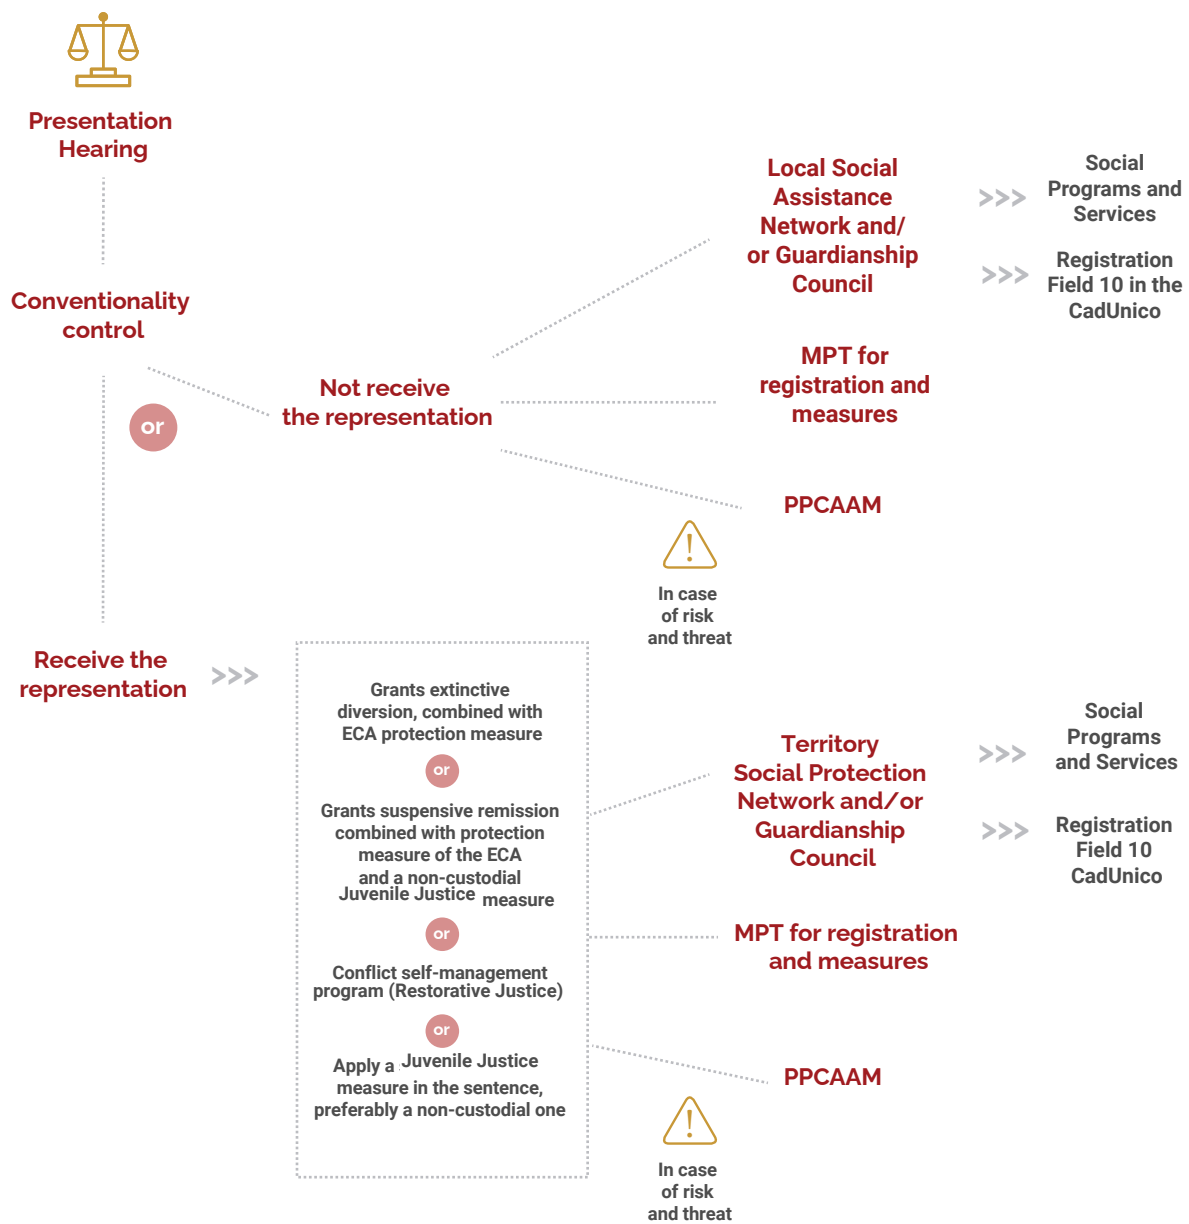 Presentation
Hearing
Conventionality
control
or
Not receive
the representation
Local Social
Assistance
Network and/
or Guardianship
Council
>>>
Social
Programs and
Services
>>>
Registration
Field 10 in the
CadUnico
MPT for
registration and
measures
PPCAAM
!
In case
of risk
and threat
Receive the
representation
>>>
Grants extinctive
diversion, combined with
ECA protection measure
or
Grants suspensive remission
combined with protection
measure of the ECA
and a non-custodial
Juvenile Justice measure
or
Conflict self-management
program (Restorative Justice)
or
Apply a Juvenile Justice
measure in the sentence,
preferably a non-custodial one
Territory
Social Protection
Network and/or
Guardianship
Council
>>>
Social
Programs
and Services
>>>
Registration
Field 10
CadUnico
MPT for registration
and measures
PPCAAM
!
In case
of risk
and threat